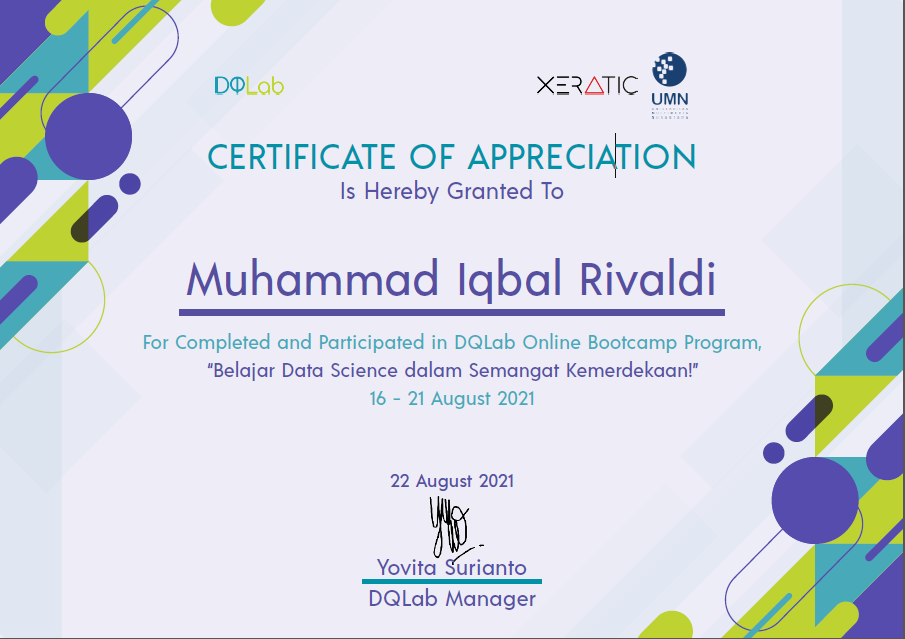 DQLab
XERATIC
UMN
CERTIFICATE OF APPRECIATION
Is Hereby Granted To
Muhammad Iqbal Rivaldi
For Completed and Participated in DQLab Online Bootcamp Program,
“Belajar Data Science dalam Semangat Kemerdekaan!”
16 - 21 August 2021
22 August 2021
Yovita Surianto
DQLab Manager